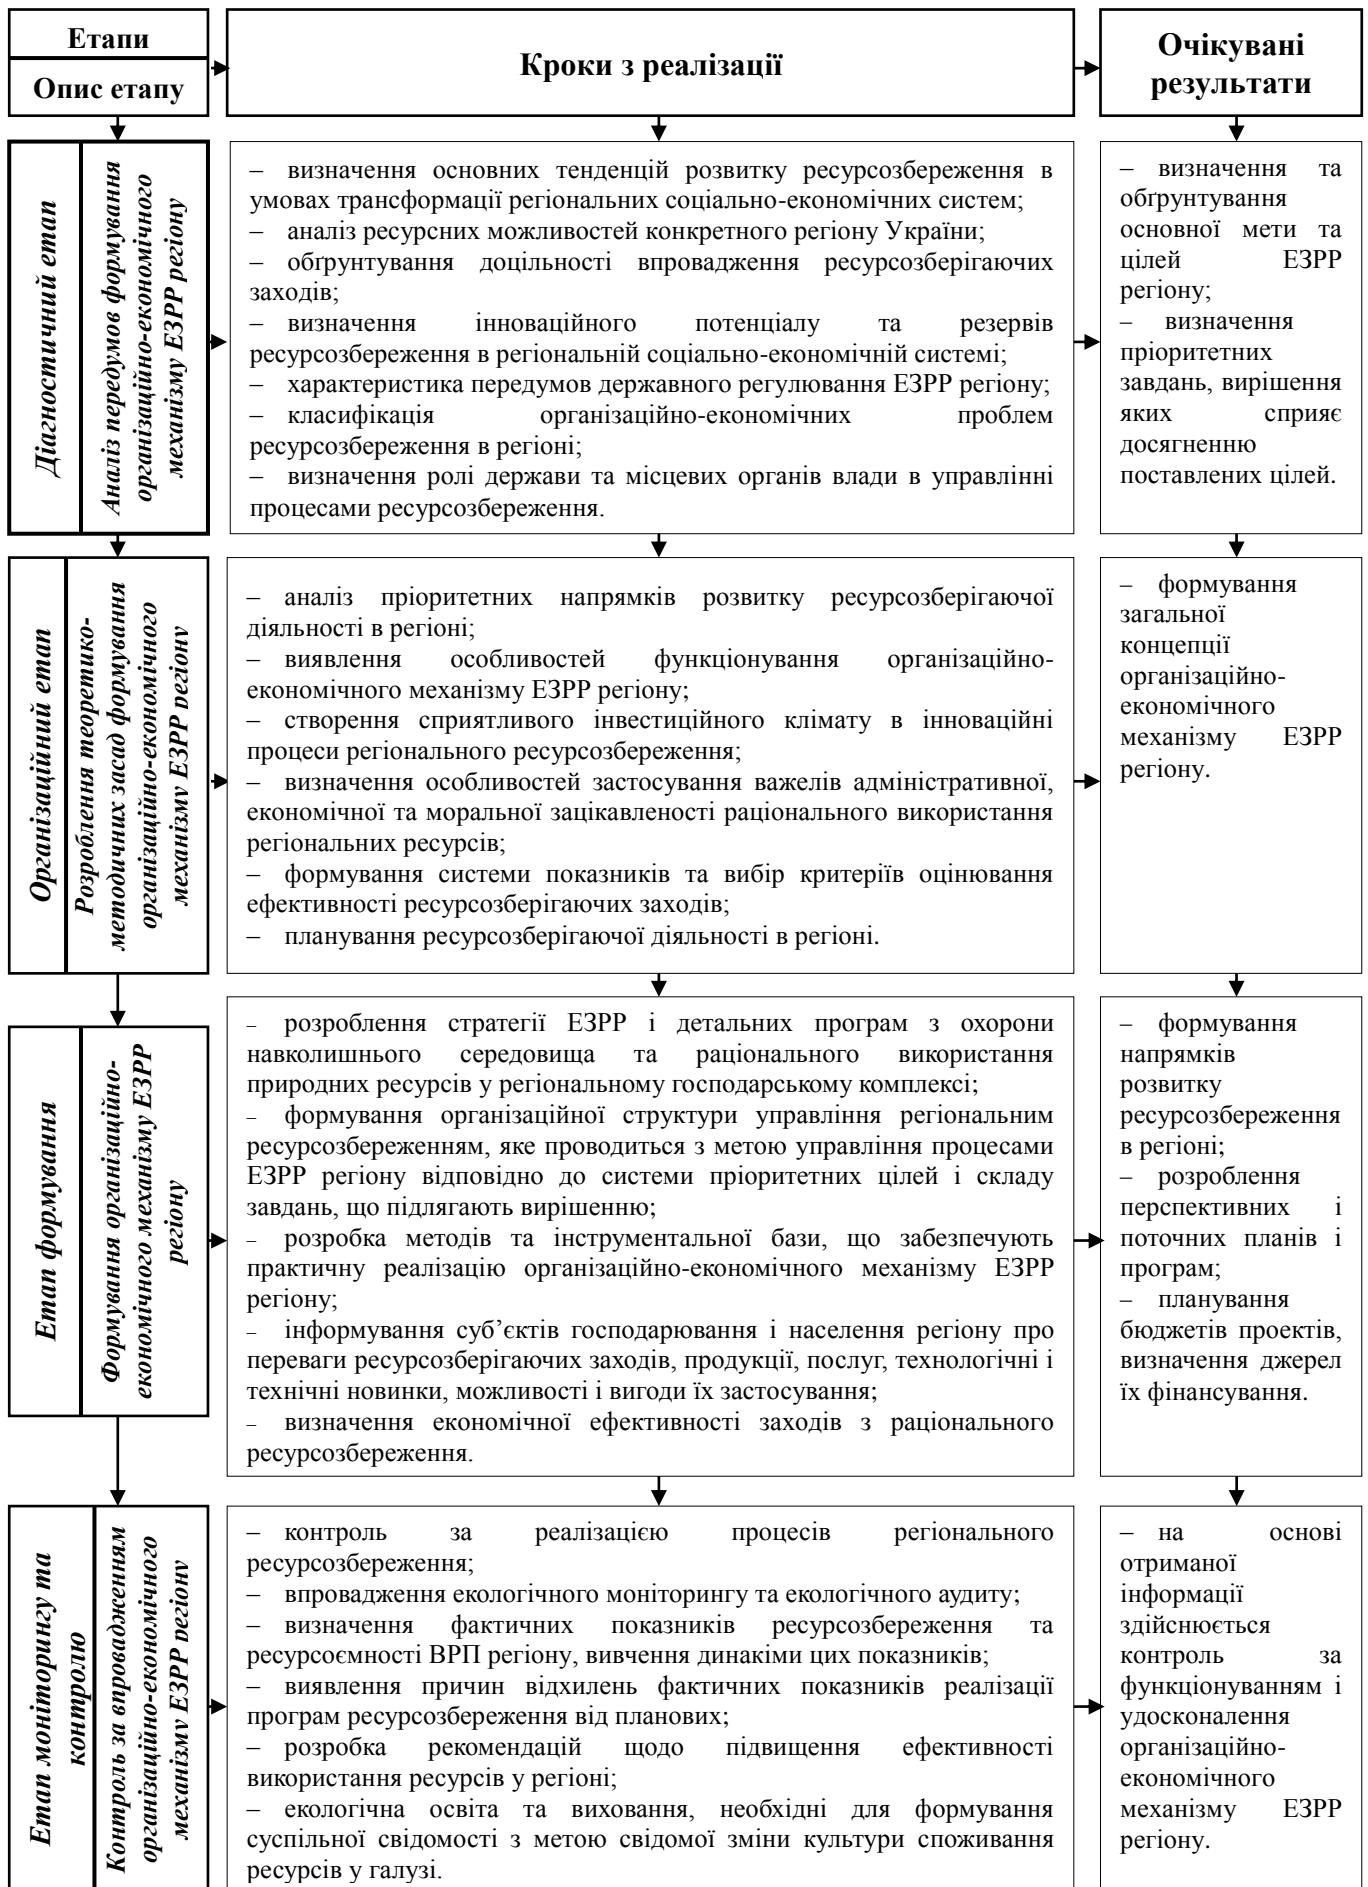 Етапи
Опис етапу
Кроки з реалізації
Очікувані
результати
Діагностичний етап
Аналіз передумов формування
організаційно-економічного
механізму ЕЗРР регіону
– визначення основних тенденцій розвитку ресурсозбереження в
умовах трансформації регіональних соціально-економічних систем;
– аналіз ресурсних можливостей конкретного регіону України;
– обґрунтування доцільності впровадження ресурсозберігаючих
заходів;
– визначення інноваційного потенціалу та резервів
ресурсозбереження в регіональній соціально-економічній системі;
– характеристика передумов державного регулювання ЕЗРР регіону;
– класифікація організаційно-економічних проблем
ресурсозбереження в регіоні;
– визначення ролі держави та місцевих органів влади в управлінні
процесами ресурсозбереження.
– визначення та
обґрунтування
основної мети та
цілей ЕЗРР
регіону;
– визначення
пріоритетних
завдань, вирішення
яких сприяє
досягненню
поставлених цілей.
Організаційний етап
Розроблення теоретико-
методичних засад формування
організаційно-економічного
механізму ЕЗРР регіону
– аналіз пріоритетних напрямків розвитку ресурсозберігаючої
діяльності в регіоні;
– виявлення особливостей функціонування організаційно-
економічного механізму ЕЗРР регіону;
– створення сприятливого інвестиційного клімату в інноваційні
процеси регіонального ресурсозбереження;
– визначення особливостей застосування важелів адміністративної,
економічної та моральної зацікавленості раціонального використання
регіональних ресурсів;
– формування системи показників та вибір критеріїв оцінювання
ефективності ресурсозберігаючих заходів;
– планування ресурсозберігаючої діяльності в регіоні.
– формування
загальної
концепції
організаційно-
економічного
механізму ЕЗРР
регіону.
Етап формування
Формування організаційно-
економічного механізму ЕЗРР
регіону
– розроблення стратегії ЕЗРР і детальних програм з охорони
навколишнього середовища та раціонального використання
природних ресурсів у регіональному господарському комплексі;
– формування організаційної структури управління регіональним
ресурсозбереженням, яке проводиться з метою управління процесами
ЕЗРР регіону відповідно до системи пріоритетних цілей і складу
завдань, що підлягають вирішенню;
– розробка методів та інструментальної бази, що забезпечують
практичну реалізацію організаційно-економічного механізму ЕЗРР
регіону;
– інформування суб’єктів господарювання і населення регіону про
переваги ресурсозберігаючих заходів, продукції, послуг, технологічні і
технічні новинки, можливості і вигоди їх застосування;
– визначення економічної ефективності заходів з раціонального
ресурсозбереження.
– формування
напрямків
розвитку
ресурсозбереження
в регіоні;
– розроблення
перспективних і
поточних планів і
програм;
– планування
бюджетів проектів,
визначення джерел
їх фінансування.
Етап моніторингу та
контролю
Контроль за впровадженням
організаційно-економічного
механізму ЕЗРР регіону
– контроль за реалізацією процесів регіонального
ресурсозбереження;
– впровадження екологічного моніторингу та екологічного аудиту;
– визначення фактичних показників ресурсозбереження та
ресурсоємності ВРП регіону, вивчення динакіми цих показників;
– виявлення причин відхилень фактичних показників реалізації
програм ресурсозбереження від планових;
– розробка рекомендацій щодо підвищення ефективності
використання ресурсів у регіоні;
– екологічна освіта та виховання, необхідні для формування
суспільної свідомості з метою свідомої зміни культури споживання
ресурсів у галузі.
– на основі
отриманої
інформації
здійснюється
контроль за
функціонуванням і
удосконалення
організаційно-
економічного
механізму ЕЗРР
регіону.